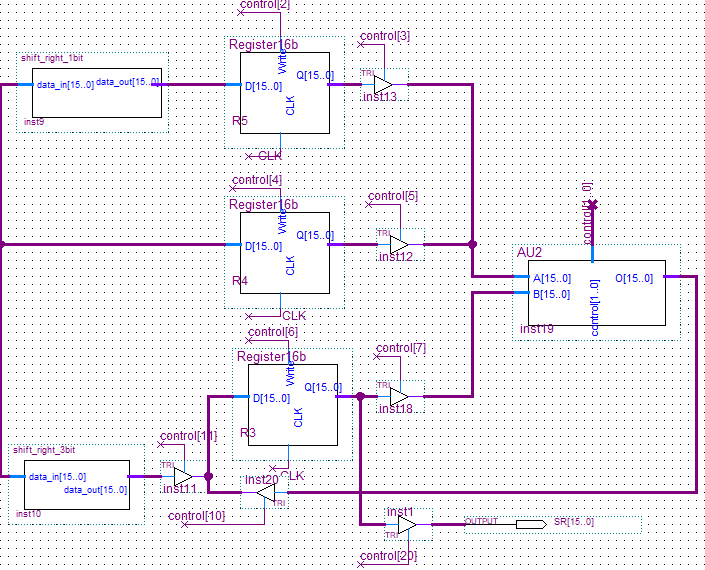 control[2]
Register16b
Write
D[15..0]
Q[15..0]
CLK
R5
CLK
control[3]
TRI
inst13
shift_right_1bit
data_in[15..0]
data_out[15..0]
inst9
control[4]
Register16b
Write
D[15..0]
Q[15..0]
CLK
R4
CLK
control[5]
TRI
inst12
control[1..0]
AU2
A[15..0]
B[15..0]
O[15..0]
control[1..0]
inst19
control[6]
Register16b
Write
D[15..0]
Q[15..0]
CLK
R3
CLK
control[7]
TRI
inst18
shift_right_3bit
data_in[15..0]
data_out[15..0]
inst10
control[11]
TRI
inst11
inst20
TRI
control[10]
inst1
TRI
control[20]
OUTPUT
SR[15..0]